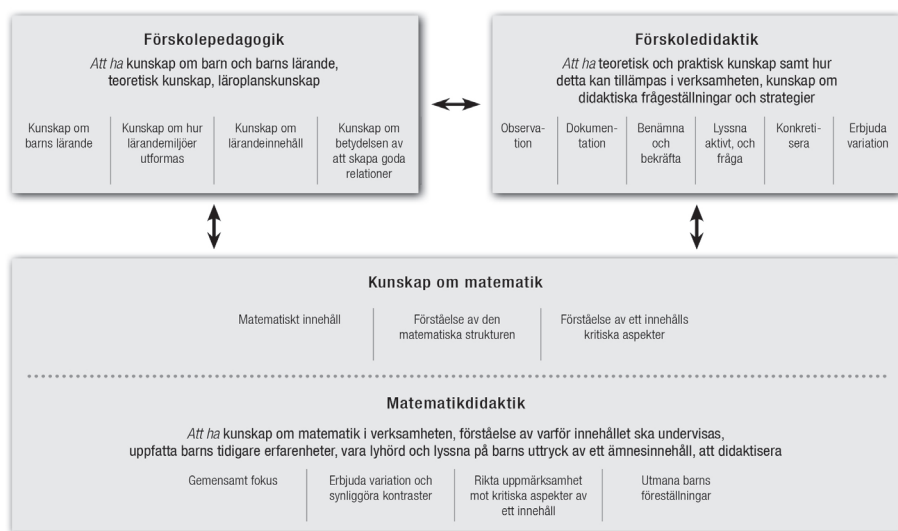 Förskolepedagogik
Att ha kunskap om barn och barns lärande,
teoretisk kunskap, läroplanskunskap
Kunskap om
barns lärande
Kunskap om hur
lärandemiljöer
utformas
Kunskap om
lärandeinnehåll
Kunskap om
betydelsen av
att skapa goda
relationer
Förskoledidaktik
Att ha teoretisk och praktisk kunskap samt hur
detta kan tillämpas i verksamheten, kunskap om
didaktiska frågeställningar och strategier
Observa-
tion
Dokumen-
tation
Benämna
och
bekräfta
Lyssna
aktivt, och
fråga
Konkreti-
sera
Erbjuda
variation
Kunskap om matematik
Matematiskt innehåll
Förståelse av den
matematiska strukturen
Förståelse av ett innehålls
kritiska aspekter
Matematikdidaktik
Att ha kunskap om matematik i verksamheten, förståelse av varför innehållet ska undervisas,
uppfatta barns tidigare erfarenheter, vara lyhörd och lyssna på barns uttryck av ett ämnesinnehåll, att didaktisera
Gemensamt fokus
Erbjuda variation och
synliggöra kontraster
Rikta uppmärksamhet
mot kritiska aspekter av
ett innehåll
Utmana barns
föreställningar